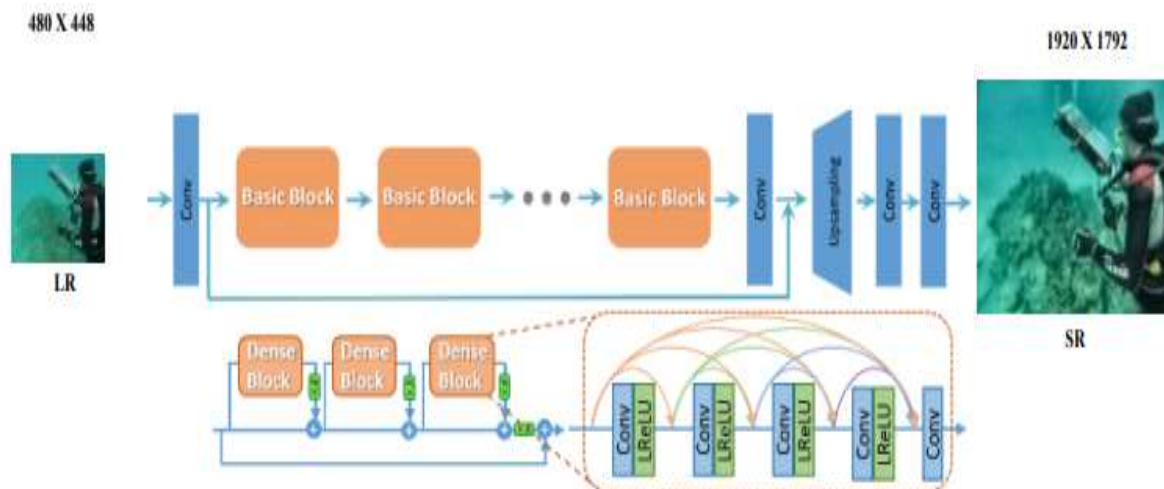 480 X 448
1920 X 1792
LR
Conv
Basic Block
Basic Block
Basic Block
Conv
Upsampting
Conv
Conv
SR
Dense
Block
Dense
Block
Dense
Block
Conv
LReLU
Conv
LReLU
Conv
LReLU
Conv
LReLU
Conv